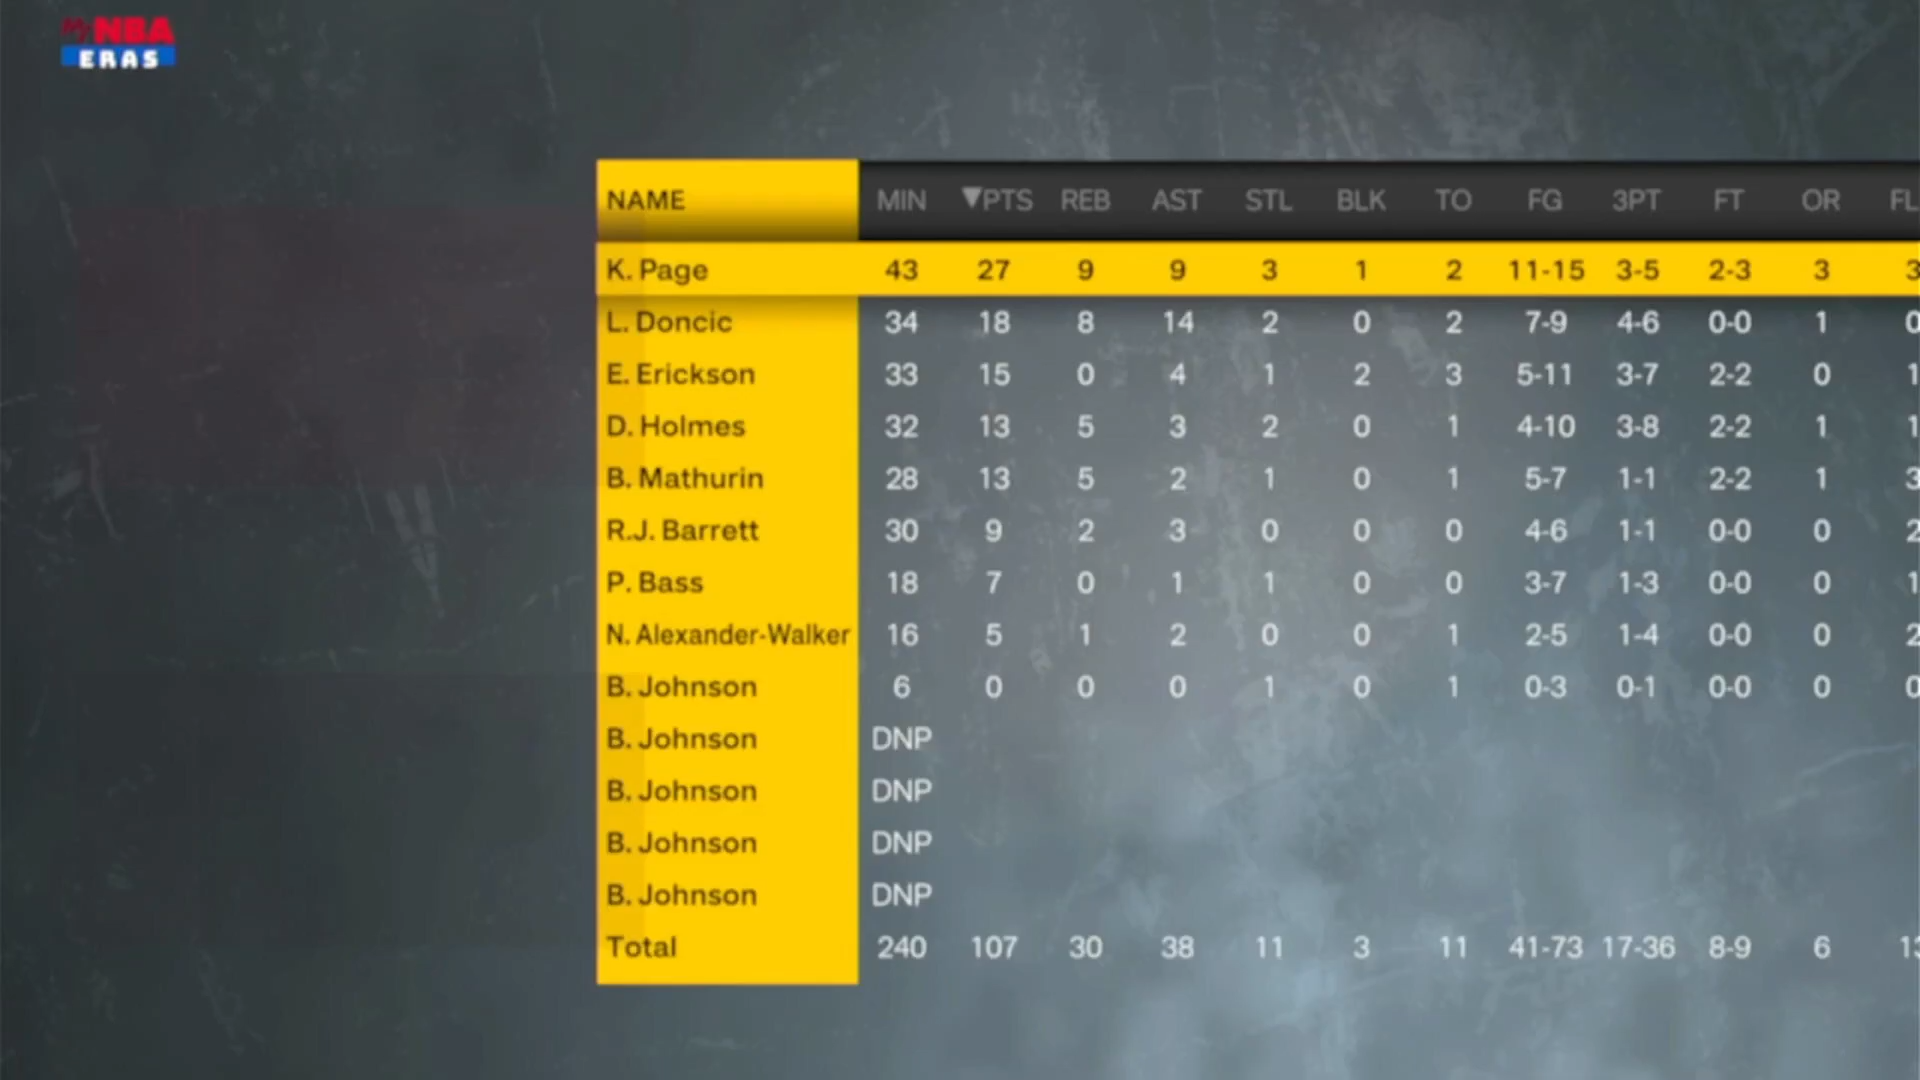 My NBA
ERAS
NAME MIN ▼PTS REB AST STL BLK TO FG 3PT FT OR FL
K. Page 43 27 9 9 3 1 2 11-15 3-5 2-3 3 3
L. Doncic 34 18 8 14 2 0 2 7-9 4-6 0-0 1 0
E. Erickson 33 15 0 4 1 2 3 5-11 3-7 2-2 0 1
D. Holmes 32 13 5 3 2 0 1 4-10 3-8 2-2 1 1
B. Mathurin 28 13 5 2 1 0 1 5-7 1-1 2-2 1 3
R.J. Barrett 30 9 2 3 0 0 0 4-6 1-1 0-0 0 2
P. Bass 18 7 0 1 1 0 0 3-7 1-3 0-0 0 1
N. Alexander-Walker 16 5 1 2 0 0 1 2-5 1-4 0-0 0 2
B. Johnson 6 0 0 0 1 0 1 0-3 0-1 0-0 0 0
B. Johnson DNP
B. Johnson DNP
B. Johnson DNP
B. Johnson DNP
Total 240 107 30 38 11 3 11 41-73 17-36 8-9 6 13